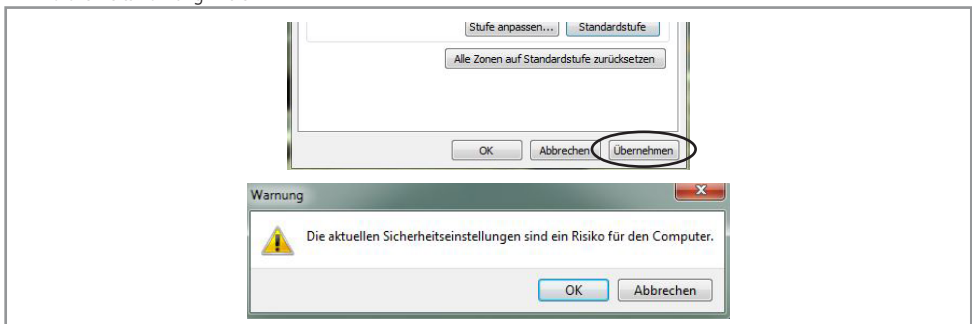 Stufe anpassen... Standardstufe
Alle Zonen auf Standardstufe zurücksetzen
OK Abbrechen Übernehmen
Warnung
Die aktuellen Sicherheitseinstellungen sind ein Risiko für den Computer.
OK Abbrechen